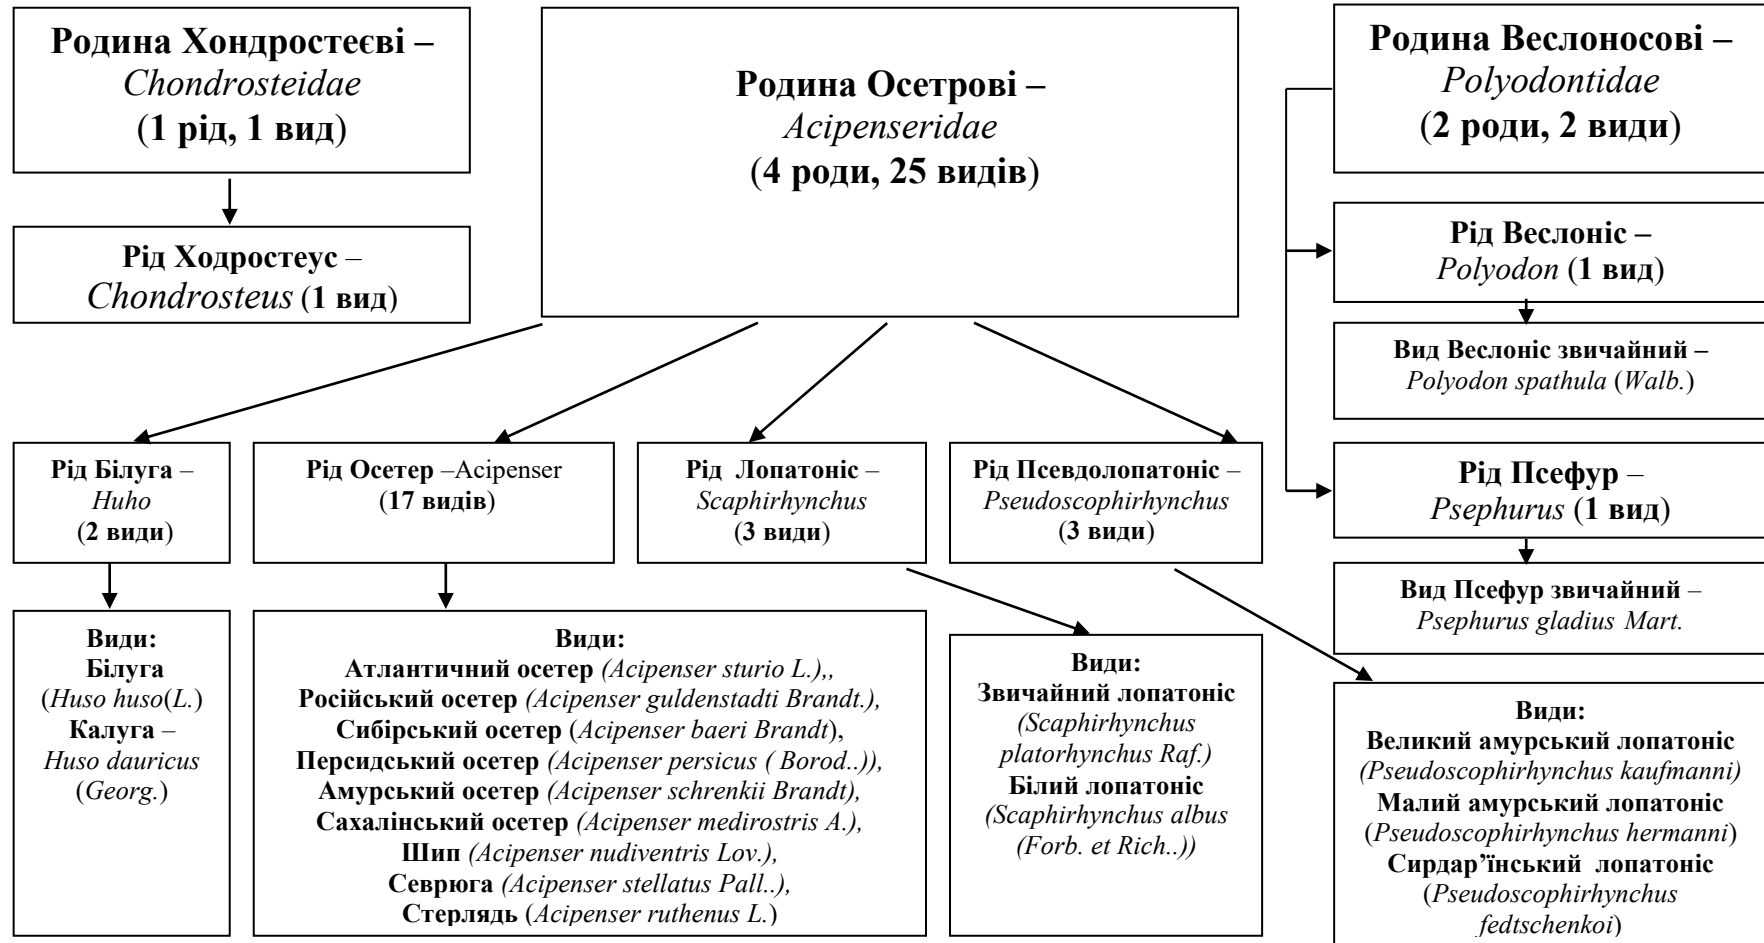 Родина Хондростеєві –
Chondrosteidae
(1 рід, 1 вид)
Рід Ходростеус –
Chondrosteus (1 вид)
Родина Осетрові –
Acipenseridae
(4 роди, 25 видів)
Родина Веслоносові –
Polyodontidae
(2 роди, 2 види)
Рід Веслоніс –
Polyodon (1 вид)
Вид Веслоніс звичайний –
Polyodon spathula (Walb.)
Рід Псефур –
Psephurus (1 вид)
Вид Псефур звичайний –
Psephurus gladius Mart.
Рід Білуга –
Huho
(2 види)
Рід Осетер –Acipenser
(17 видів)
Рід Лопатоніс –
Scaphirhynchus
(3 види)
Рід Псевдолопатоніс –
Pseudoscophirhynchus
(3 види)
Види:
Білуга
(Huso huso(L.)
Калуга –
Huso dauricus
(Georg.)
Види:
Атлантичний осетер (Acipenser sturio L.),,
Російський осетер (Acipenser guldenstadti Brandt.),
Сибірський осетер (Acipenser baeri Brandt),
Персидський осетер (Acipenser persicus ( Borod..)),
Амурський осетер (Acipenser schrenkii Brandt),
Сахалінський осетер (Acipenser medirostris A.),
Шип (Acipenser nudiventris Lov.),
Севрюга (Acipenser stellatus Pall..),
Стерлядь (Acipenser ruthenus L.)
Види:
Звичайний лопатоніс
(Scaphirhynchus
platorhynchus Raf.)
Білий лопатоніс
(Scaphirhynchus albus
(Forb. et Rich..))
Види:
Великий амурський лопатоніс
(Pseudoscophirhynchus kaufmanni)
Малий амурський лопатоніс
(Pseudoscophirhynchus hermanni)
Сирдар’їнський лопатоніс
(Pseudoscophirhynchus
fedtschenkoi)